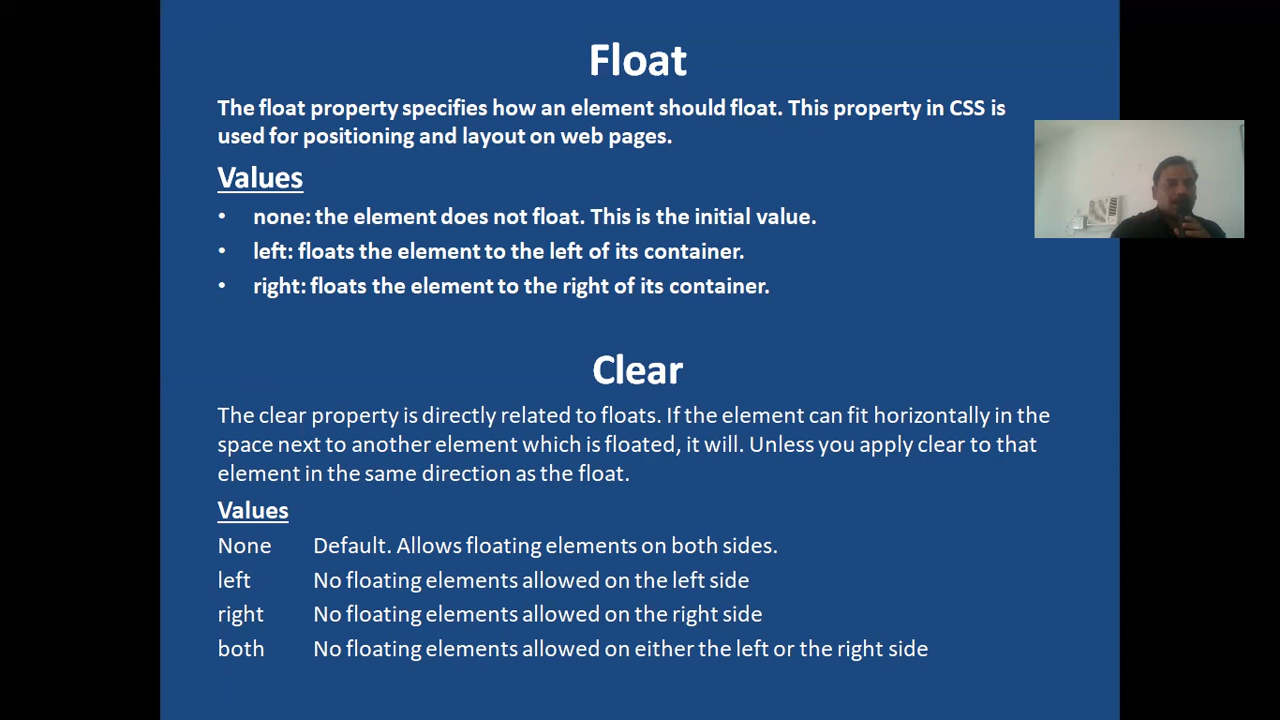 Float
The float property specifies how an element should float. This property in CSS is
used for positioning and layout on web pages.
Values
• none: the element does not float. This is the initial value.
• left: floats the element to the left of its container.
• right: floats the element to the right of its container.
Clear
The clear property is directly related to floats. If the element can fit horizontally in the
space next to another element which is floated, it will. Unless you apply clear to that
element in the same direction as the float.
Values
None Default. Allows floating elements on both sides.
left No floating elements allowed on the left side
right No floating elements allowed on the right side
both No floating elements allowed on either the left or the right side